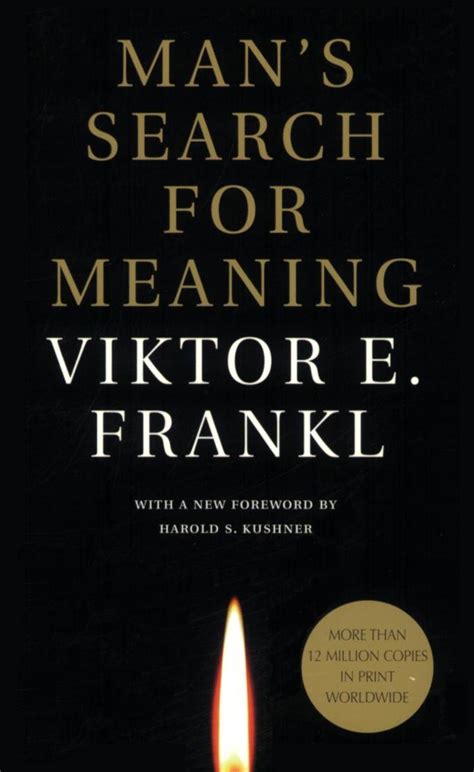 MAN'S
SEARCH
FOR
MEANING
VIKTOR E.
FRANKL
WITH A NEW FOREWORD BY
HAROLD S. KUSHNER
MORE THAN
12 MILLION COPIES
IN PRINT
WORLDWIDE